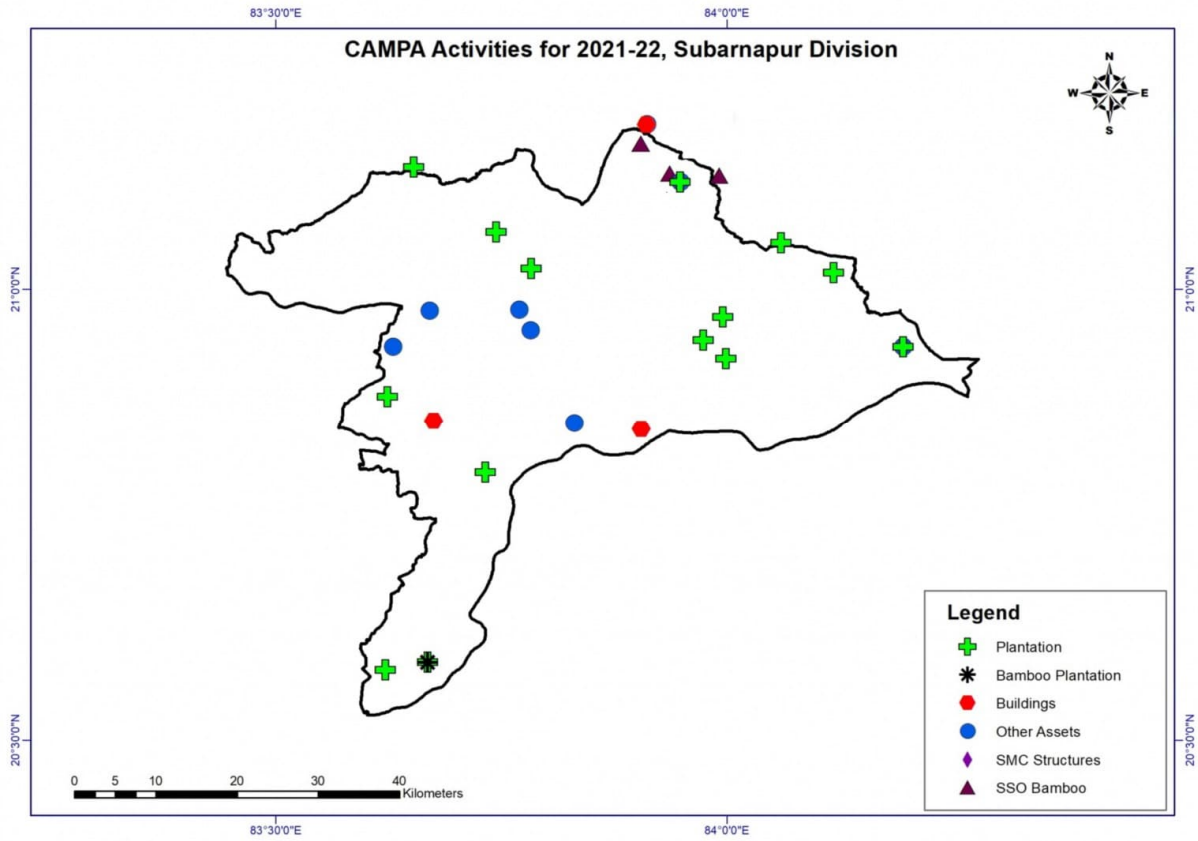 83°30'0"E 84°0'0"E
CAMPA Activities for 2021-22, Subarnapur Division
N
W E
S
21°0'0"N 21°0'0"N
Legend
Plantation
Bamboo Plantation
Buildings
Other Assets
SMC Structures
SSO Bamboo
20°30'0"N 20°30'0"N
0 5 10 20 30 40
Kilometers
83°30'0"E 84°0'0"E